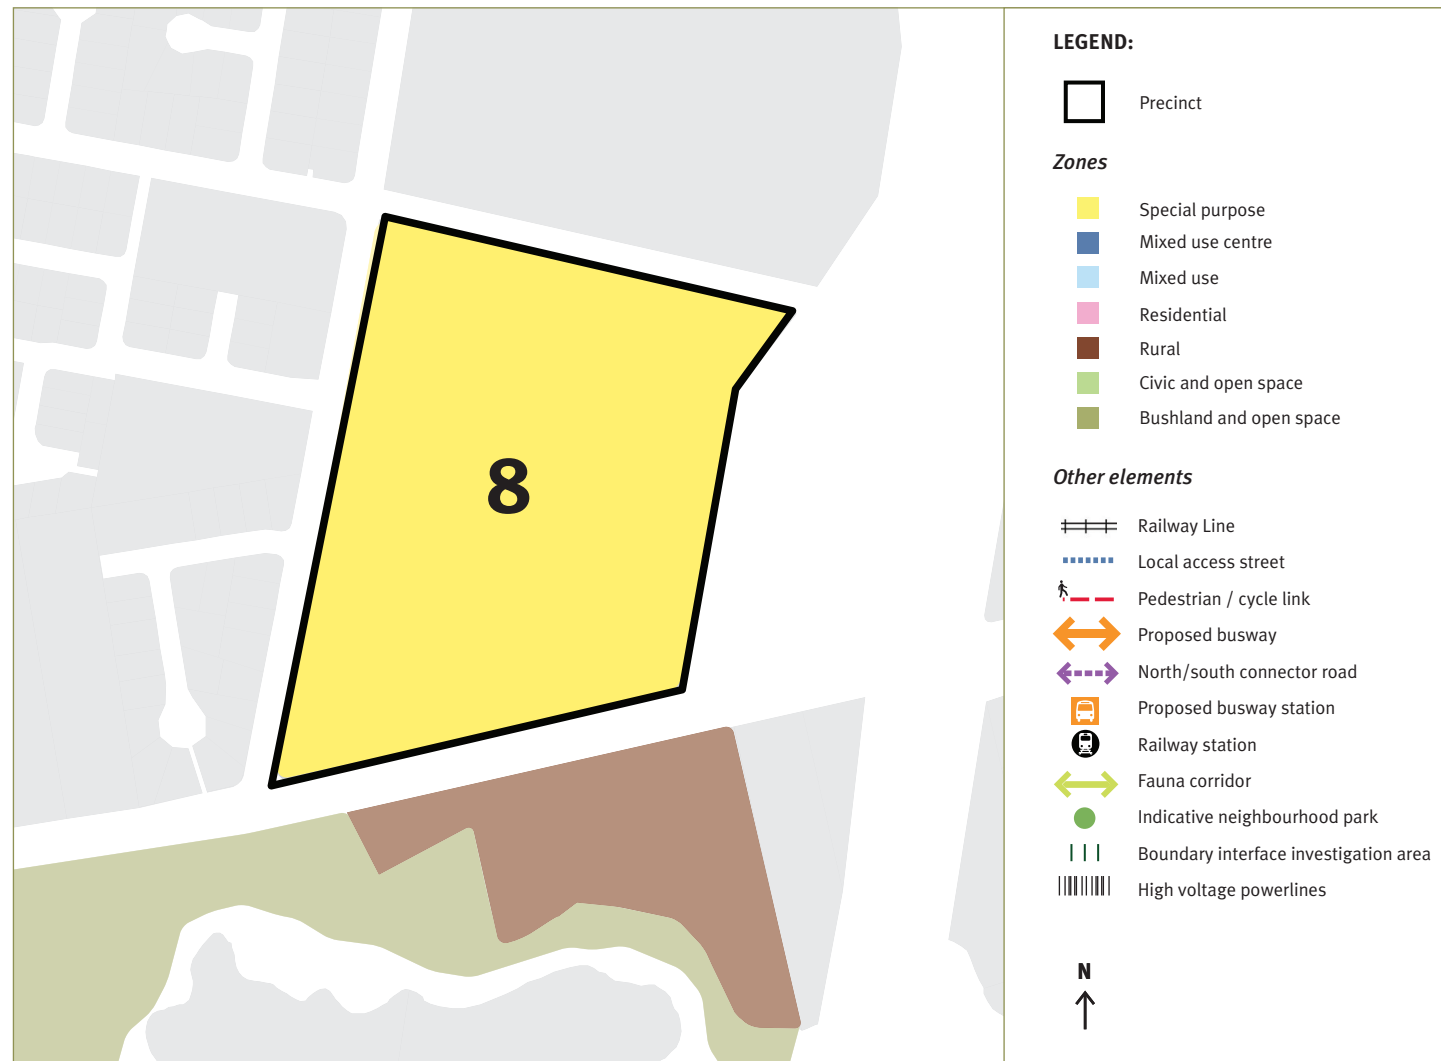 8
LEGEND:
Precinct
Zones
Special purpose
Mixed use centre
Mixed use
Residential
Rural
Civic and open space
Bushland and open space
Other elements
Railway Line
Local access street
Pedestrian / cycle link
Proposed busway
North/south connector road
Proposed busway station
Railway station
Fauna corridor
Indicative neighbourhood park
Boundary interface investigation area
High voltage powerlines
N